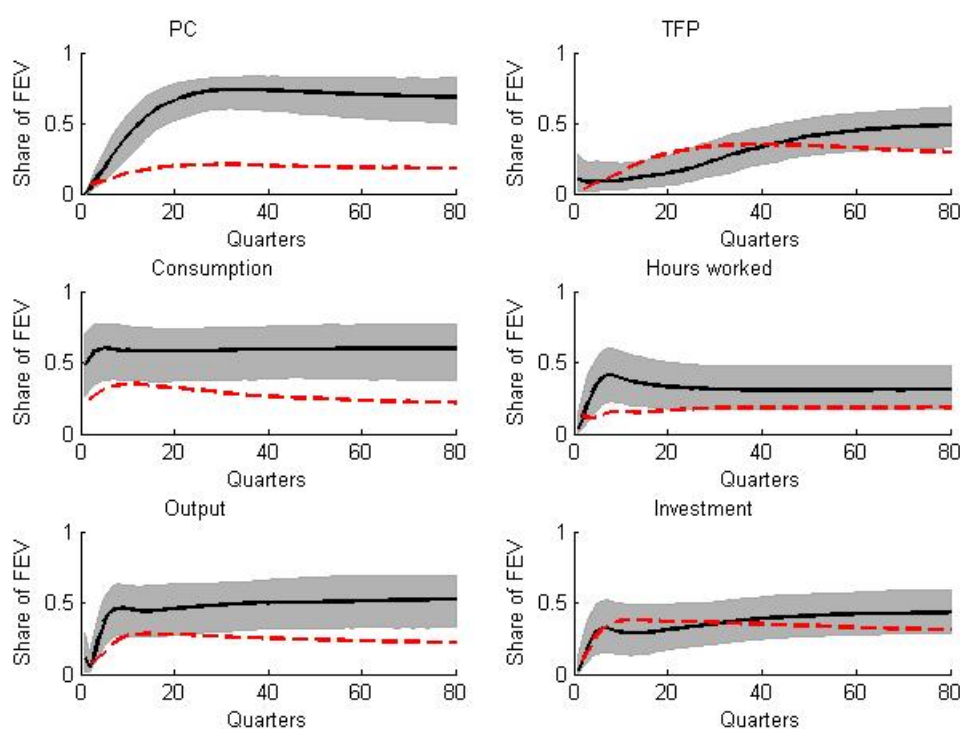 PC
1
0.5
0
Share of FEV
0 20 40 60 80
Quarters
TFP
1
0.5
0
Share of FEV
0 20 40 60 80
Quarters
Consumption
1
0.5
0
Share of FEV
0 20 40 60 80
Quarters
Hours worked
1
0.5
0
Share of FEV
0 20 40 60 80
Quarters
Output
1
0.5
0
Share of FEV
0 20 40 60 80
Quarters
Investment
1
0.5
0
Share of FEV
0 20 40 60 80
Quarters